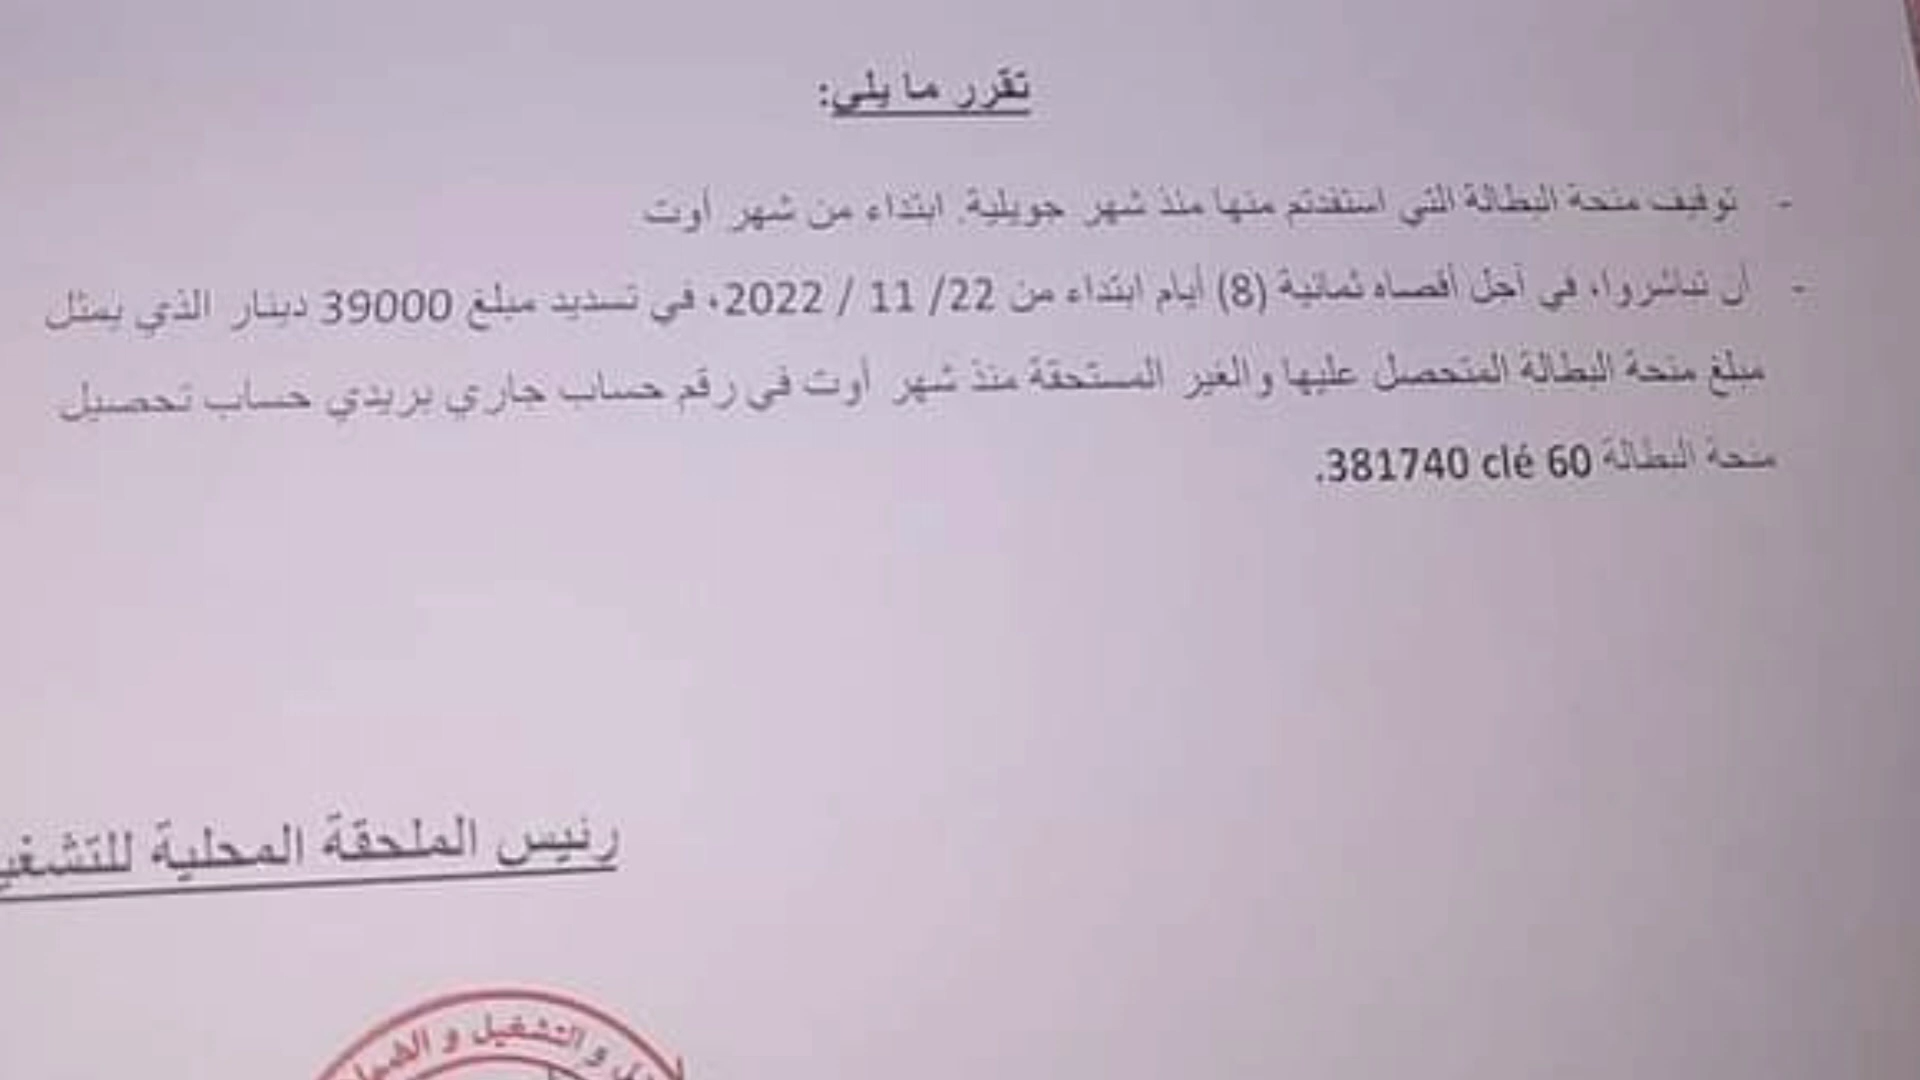 تقرر ما يلي:
- توقيف منحة البطالة التي استفدتم منها منذ شهر جويلية. ابتداء من شهر أوت
- أن تباشروا، في أجل أقصاه ثمانية (8) أيام ابتداء من 22/ 11 / 2022، في تسديد مبلغ 39000 دينار الذي يمثل
مبلغ منحة البطالة المتحصل عليها والغير المستحقة منذ شهر أوت في رقم حساب جاري بريدي حساب تحصيل
منحة البطالة 381740 clé 60.
رئيس الملحقة المحلية
و التشغيل و